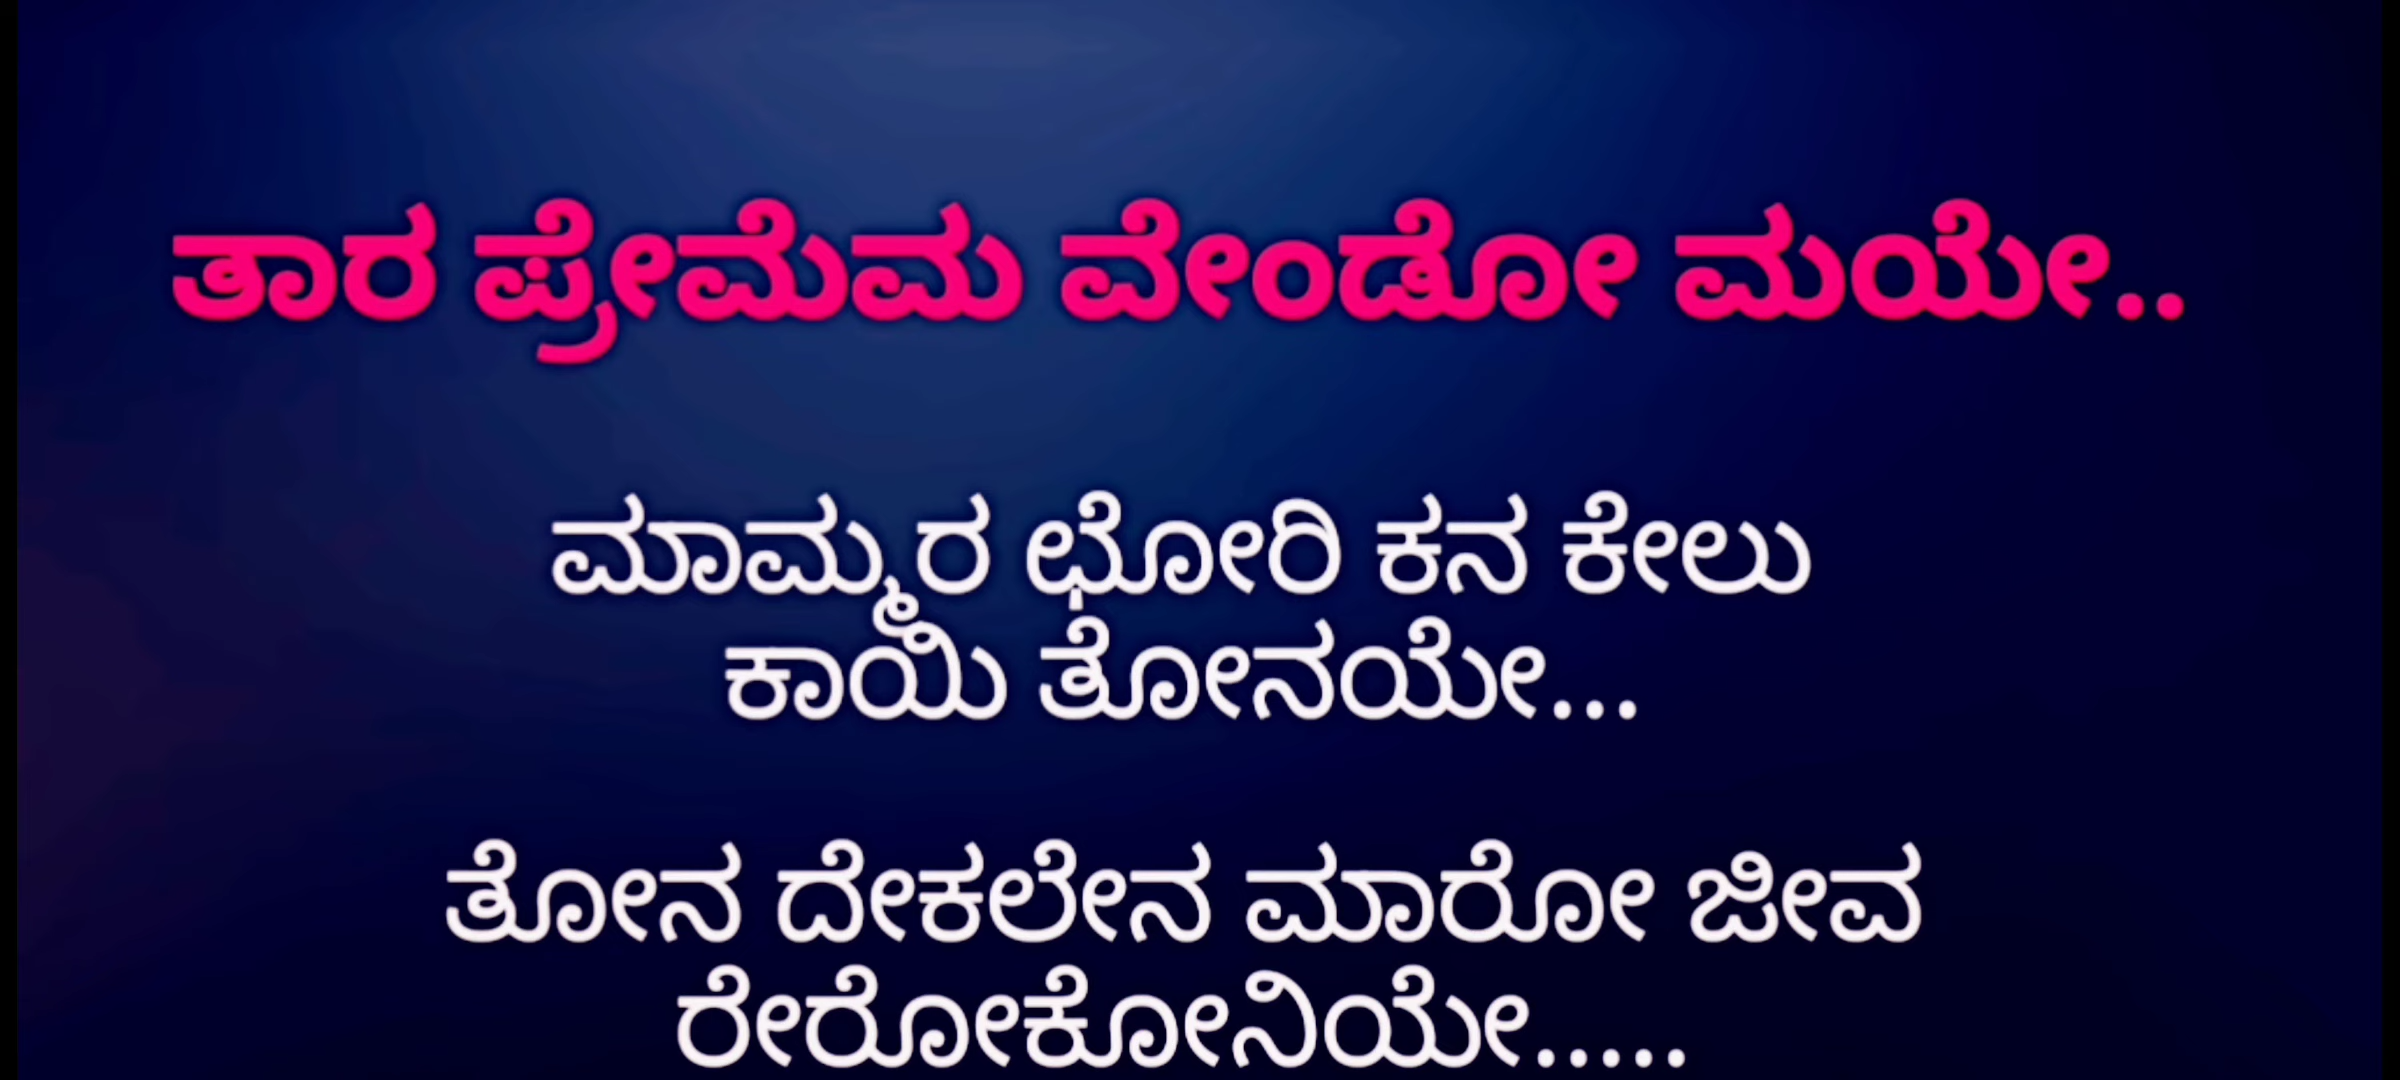 ತಾರ ಪ್ರೇಮೆಮ ವೇಂಡೋ ಮಯೇ..
ಮಾಮ್ಮರ ಛೋರಿ ಕನ ಕೇಲು
ಕಾಯಿ ತೋನಯೇ...
ತೋನ ದೇಕಲೇನ ಮಾರೋ ಜೀವ
ರೇರೋಕೋನಿಯೇ.....